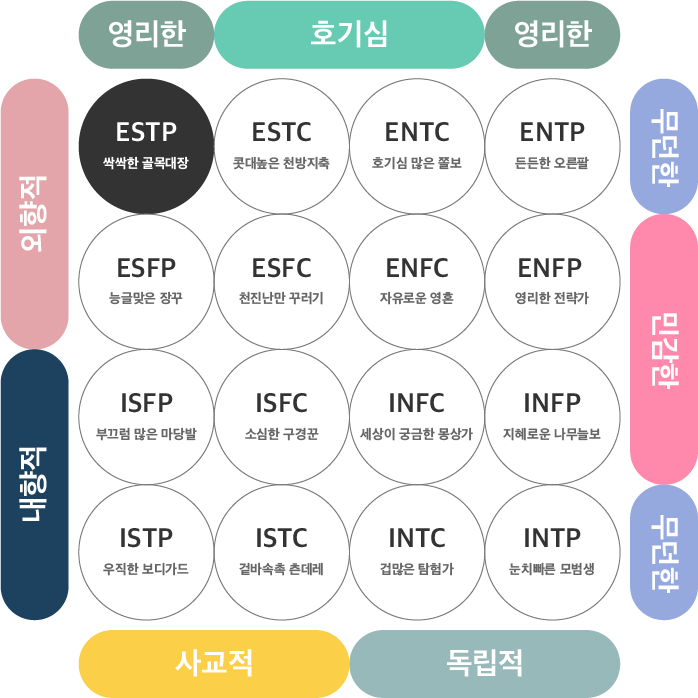 영리한
호기심
영리한
외향적
내향적
ESTP
싹싹한 골목대장
ESTC
콧대높은 천방지축
ENTC
호기심 많은 쫄보
ENTP
든든한 오른팔
ESFP
능글맞은 장꾸
ESFC
천진난만 꾸러기
ENFC
자유로운 영혼
ENFP
영리한 전략가
ISFP
부끄럼 많은 마당발
ISFC
소심한 구경꾼
INFC
세상이 궁금한 몽상가
INFP
지혜로운 나무늘보
ISTP
우직한 보디가드
ISTC
겉바속촉 츤데레
INTC
겁많은 탐험가
INTP
눈치빠른 모범생
무던한
민감한
무던한
사교적
독립적